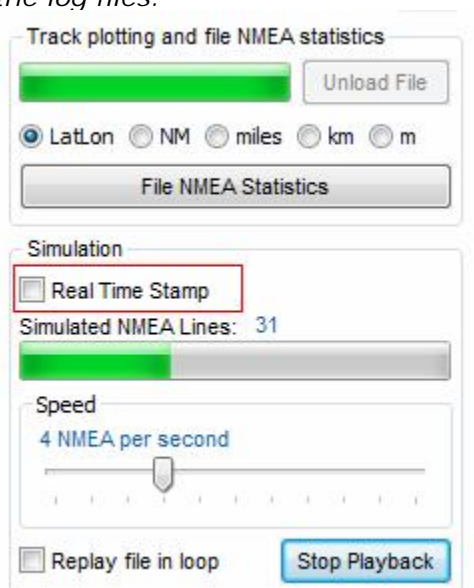 the log files.
Track plotting and file NMEA statistics
Unload File
LatLon NM miles km m
File NMEA Statistics
Simulation
Real Time Stamp
Simulated NMEA Lines: 31
Speed
4 NMEA per second
Replay file in loop Stop Playback